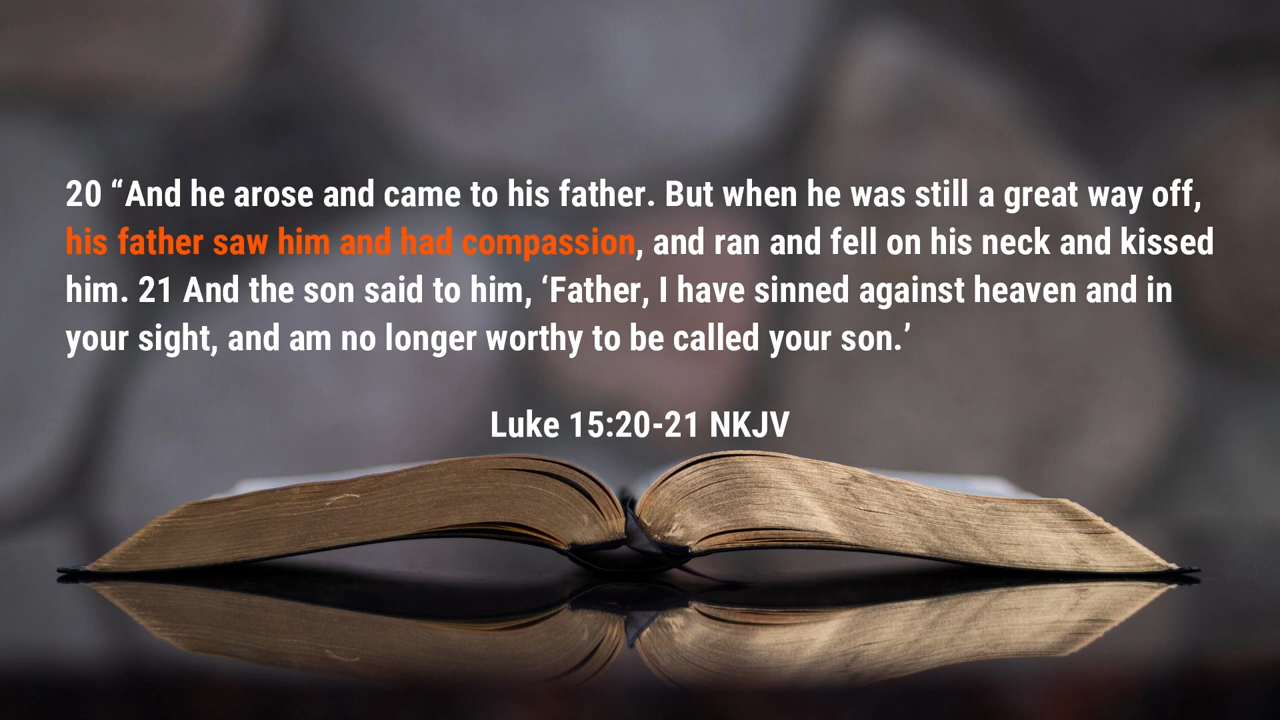 20 “And he arose and came to his father. But when he was still a great way off,
his father saw him and had compassion, and ran and fell on his neck and kissed
him. 21 And the son said to him, ‘Father, I have sinned against heaven and in
your sight, and am no longer worthy to be called your son.’
Luke 15:20-21 NKJV